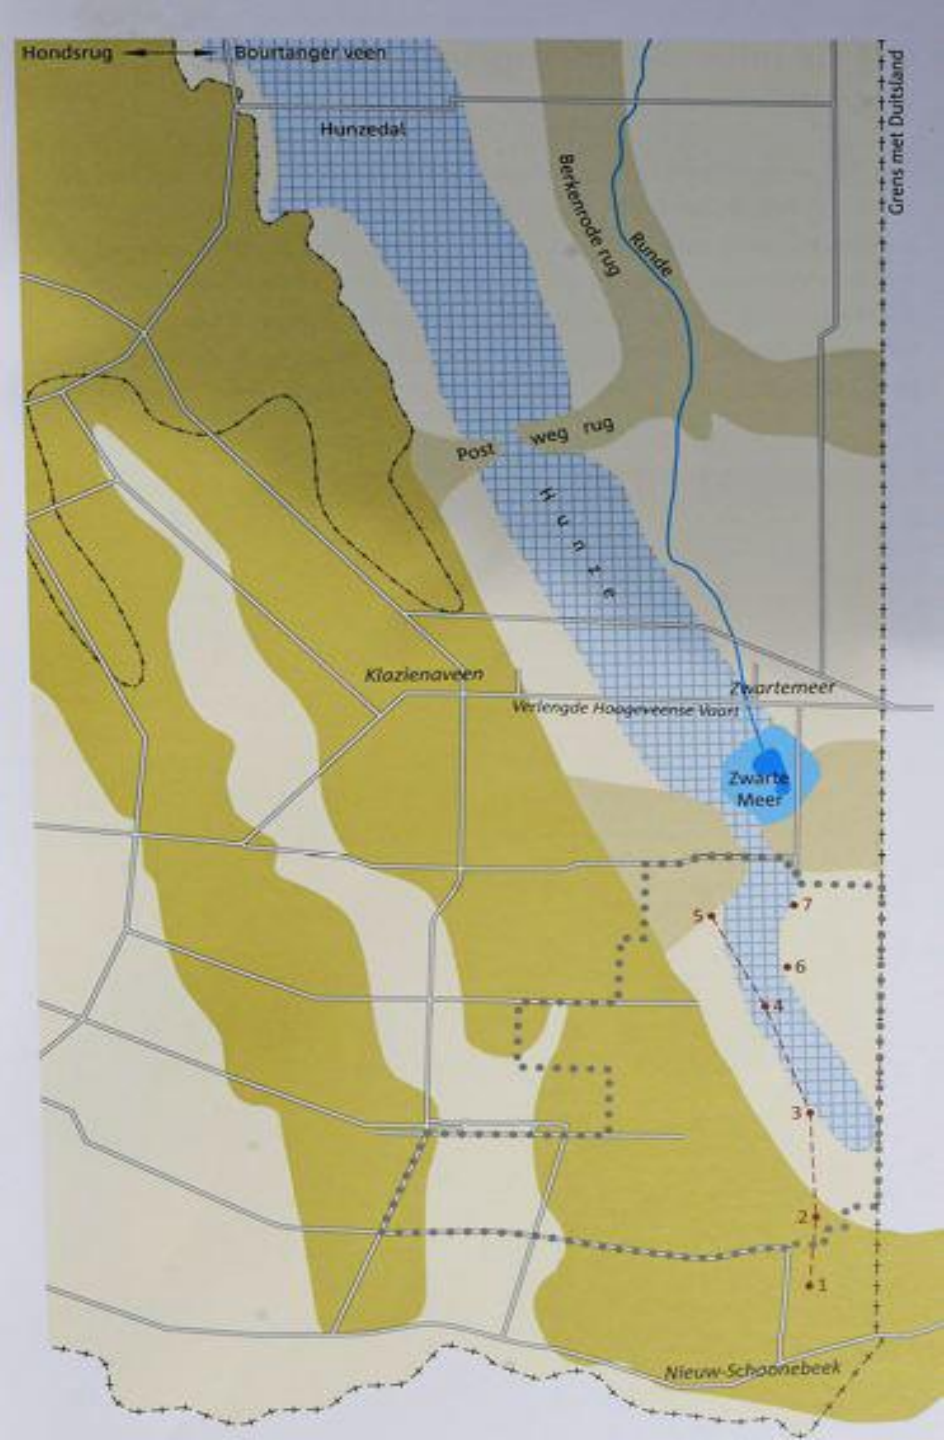 Hondsrug
Bourtanger veen
Grens met Duitsland
Hunzedal
Berkenrode rug
Runde
Post weg rug
Hunze
Klazienaveen
Zwartemeer
Verlengde Hoogeveense Vaart
Zwarte
Meer
5
7
6
4
3
2
1
Nieuw-Schoonebeek